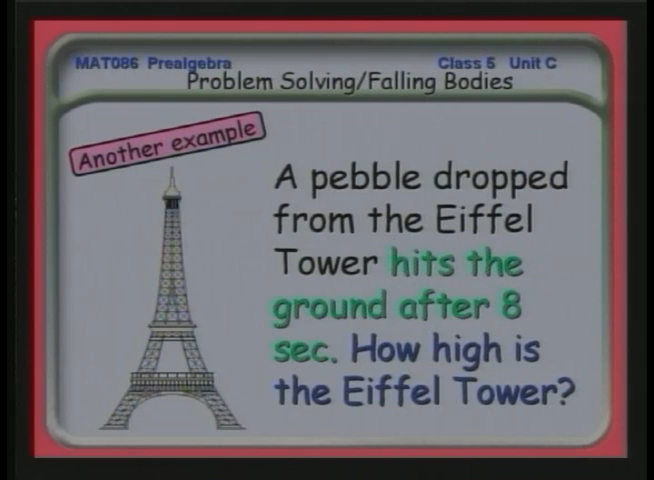 MAT086 Prealgebra Class 5 Unit C
Problem Solving/Falling Bodies
Another example
A pebble dropped
from the Eiffel
Tower hits the
ground after 8
sec. How high is
the Eiffel Tower?